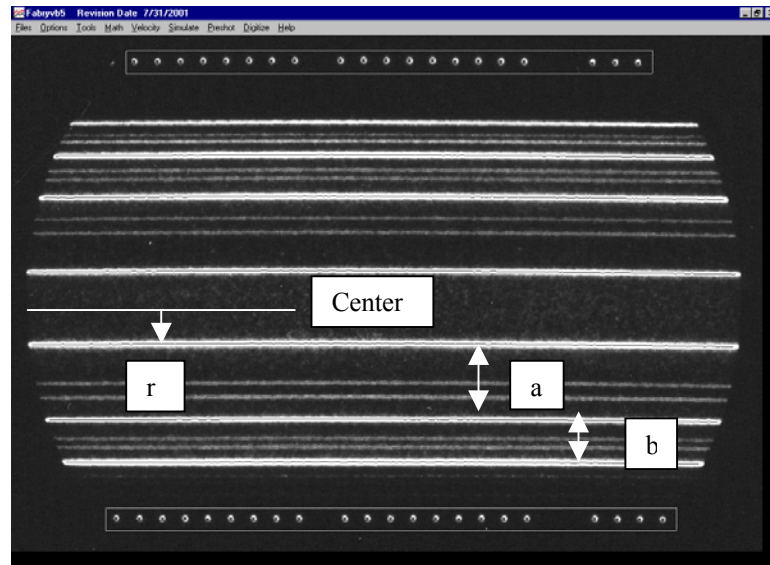 Fabryvb5 Revision Date 7/31/2001
Files Options Tools Math Velocity Simulate Preshot Digitize Help
Center
r
a
b